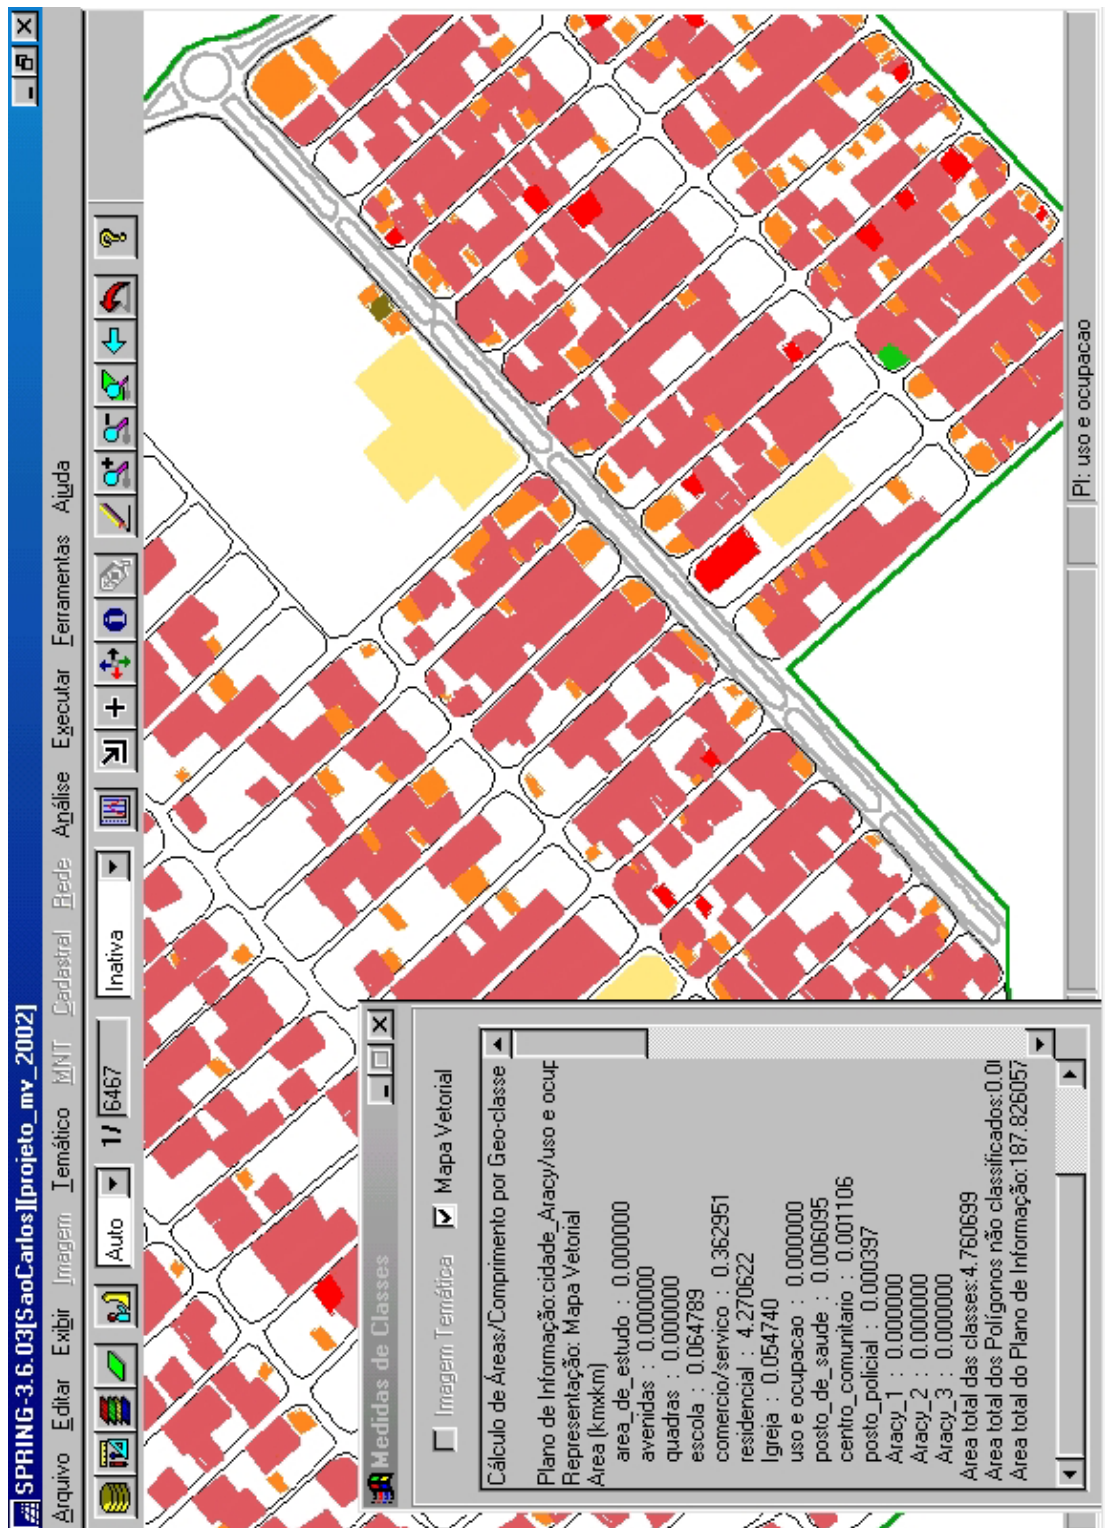 SPRING-3.6.03[SaoCarlos][projeto_mv_2002]
Arquivo Editar Exibir Imagem Temático MNT Cadastral Rede Análise Executar Ferramentas Ajuda
Auto 1/ 6467 Inativa
Medidas de Classes
Imagem Temática Mapa Vetorial
Cálculo de Áreas/Comprimento por Geo-classe
Plano de Informação:cidade_Aracy/uso e ocup
Representação: Mapa Vetorial
Area (kmxkm)
area_de_estudo : 0.000000
avenidas : 0.000000
quadras : 0.000000
escola : 0.064789
comercio/servico : 0.362951
residencial : 4.270622
Igreja : 0.054740
uso e ocupacao : 0.000000
posto_de_saude : 0.006095
centro_comunitario : 0.001106
posto_policial : 0.000397
Aracy_1 : 0.000000
Aracy_2 : 0.000000
Aracy_3 : 0.000000
Area total das classes:4.760699
Área total dos Polígonos não classificados:0.0
Área total do Plano de Informação:187.826057
PI: uso e ocupacao